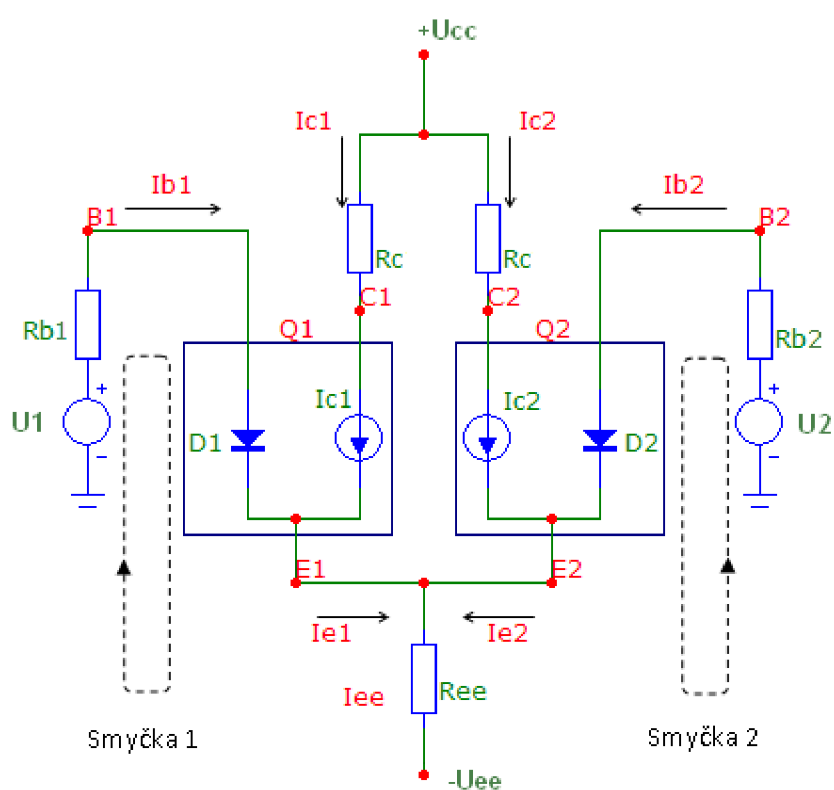 +Ucc
Ic1
Ic2
Ib1
Ib2
B1
B2
Rc
Rc
C1
C2
Rb1
Q1
Q2
Rb2
Ic1
Ic2
U1
+
+
U2
D1
D2
−
−
E1
E2
Ie1
Ie2
Iee
Ree
Smyčka 1
Smyčka 2
-Uee